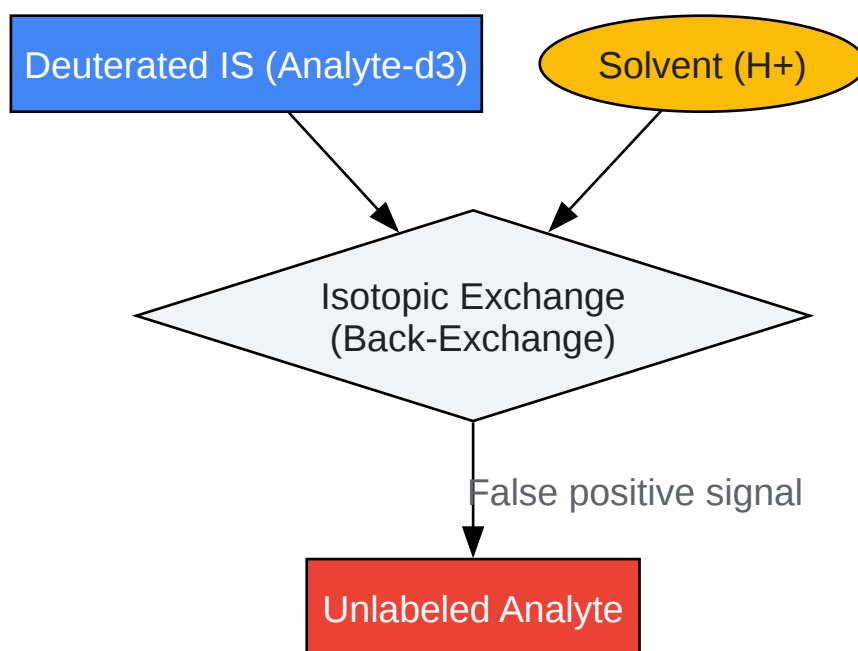 Deuterated IS (Analyte-d3)
Solvent (H+)
Isotopic Exchange
(Back-Exchange)
False positive signal
Unlabeled Analyte